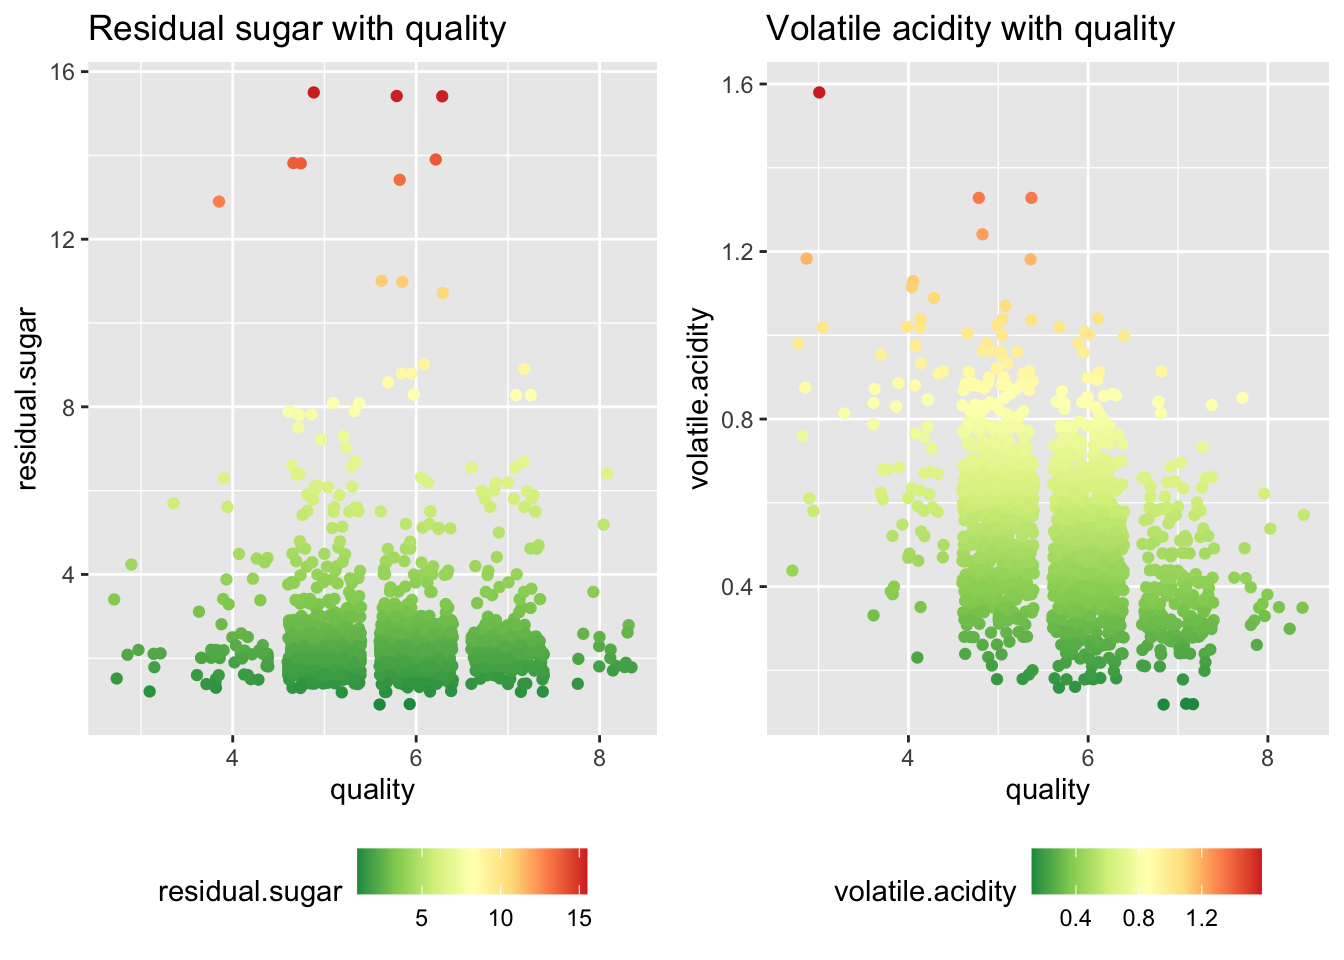 Residual sugar with quality
16
12
8
4
residual.sugar
4 6 8
quality
residual.sugar
5 10 15
Volatile acidity with quality
1.6
1.2
0.8
0.4
volatile.acidity
4 6 8
quality
volatile.acidity
0.4 0.8 1.2